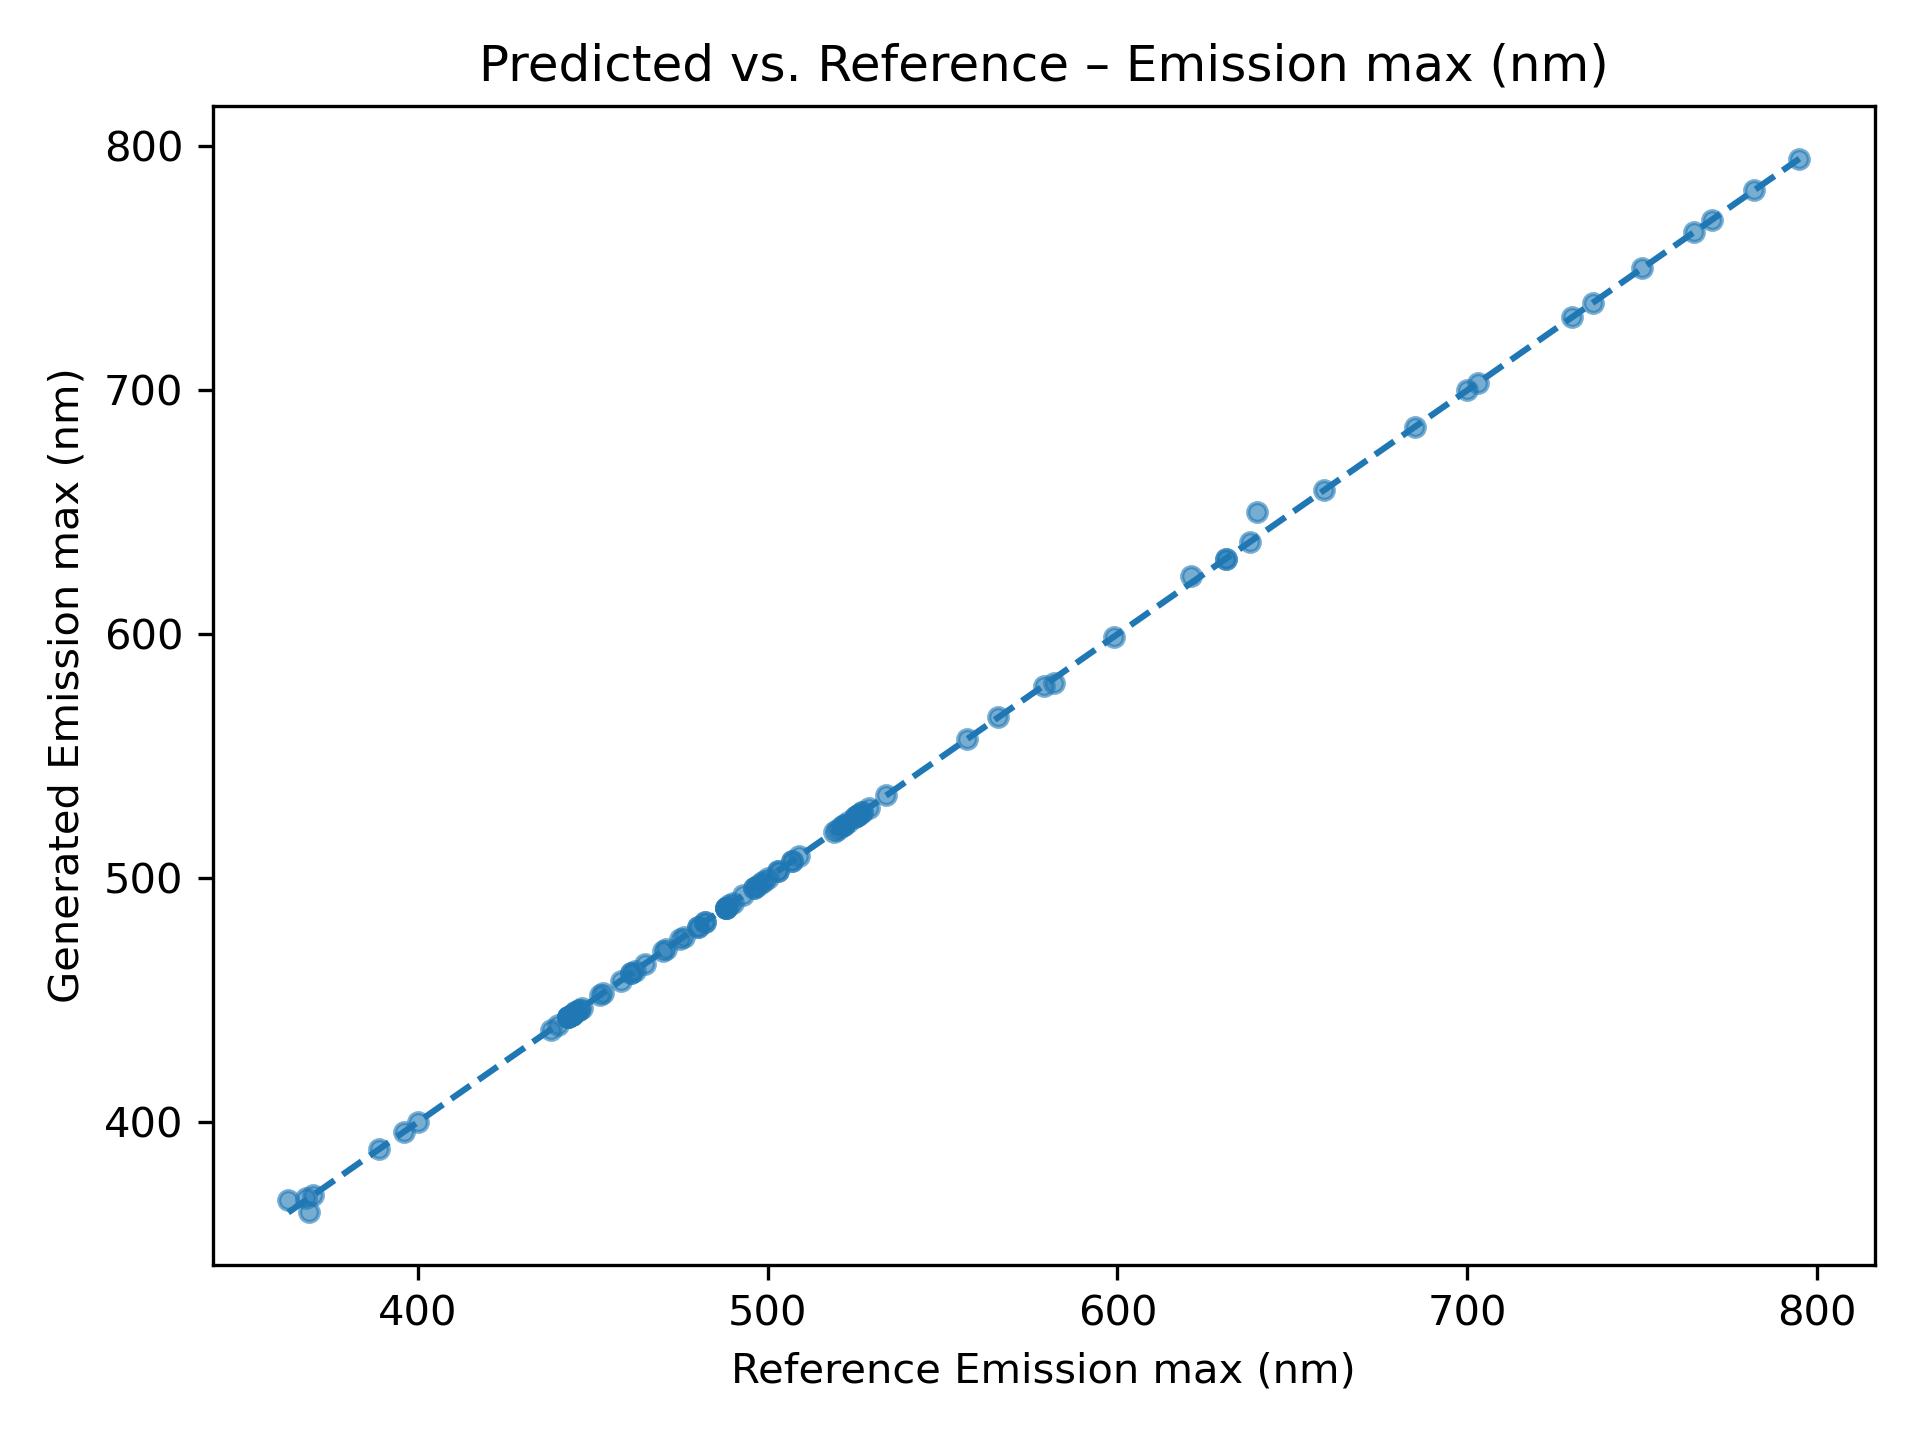 Predicted vs. Reference – Emission max (nm)
800
700
600
500
400
Generated Emission max (nm)
400 500 600 700 800
Reference Emission max (nm)